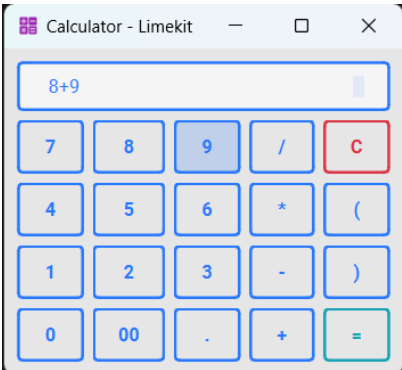 Calculator - Limekit
8+9
7 8 9 / C
4 5 6 * (
1 2 3 - )
0 00 . + =